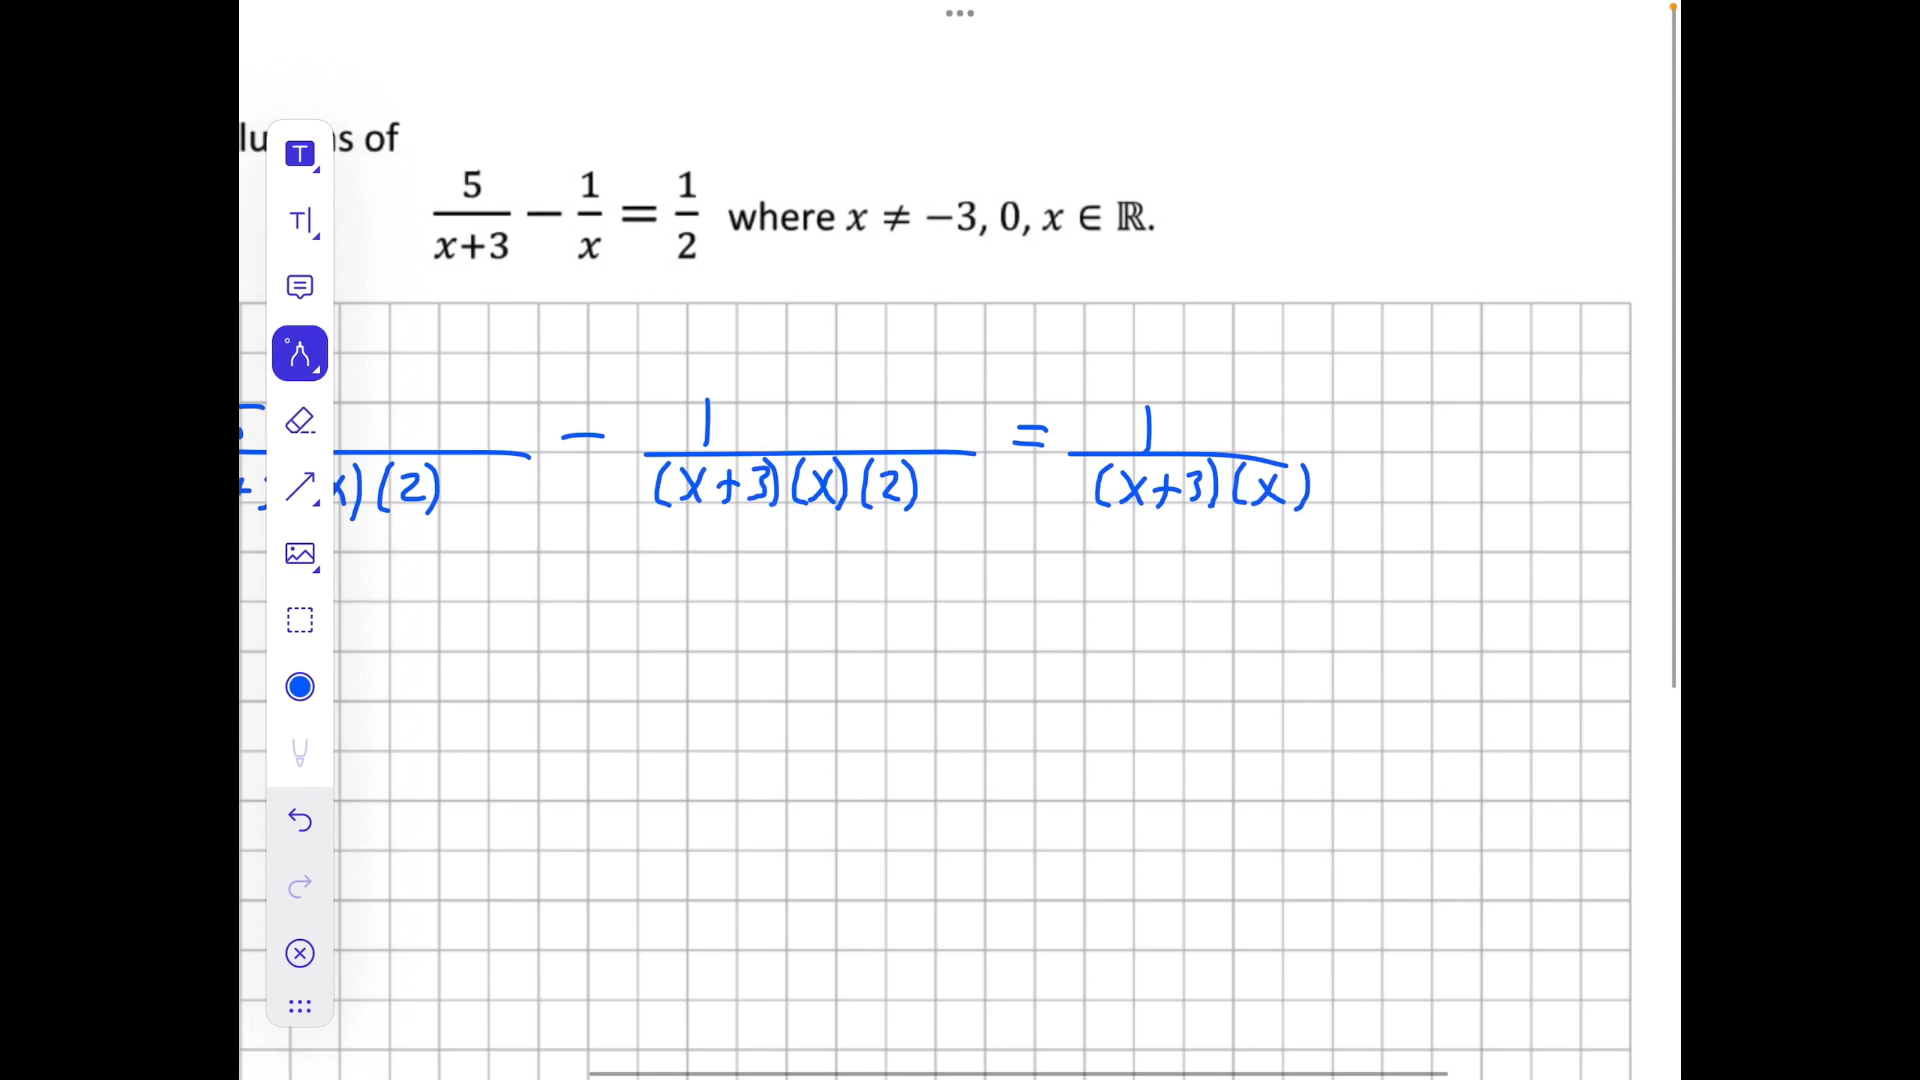 s of
5/(x+3) − 1/x = 1/2 where x ≠ −3, 0, x ∈ ℝ.
x)(2) − 1/((x+3)(x)(2)) = 1/((x+3)(x))
T
T|